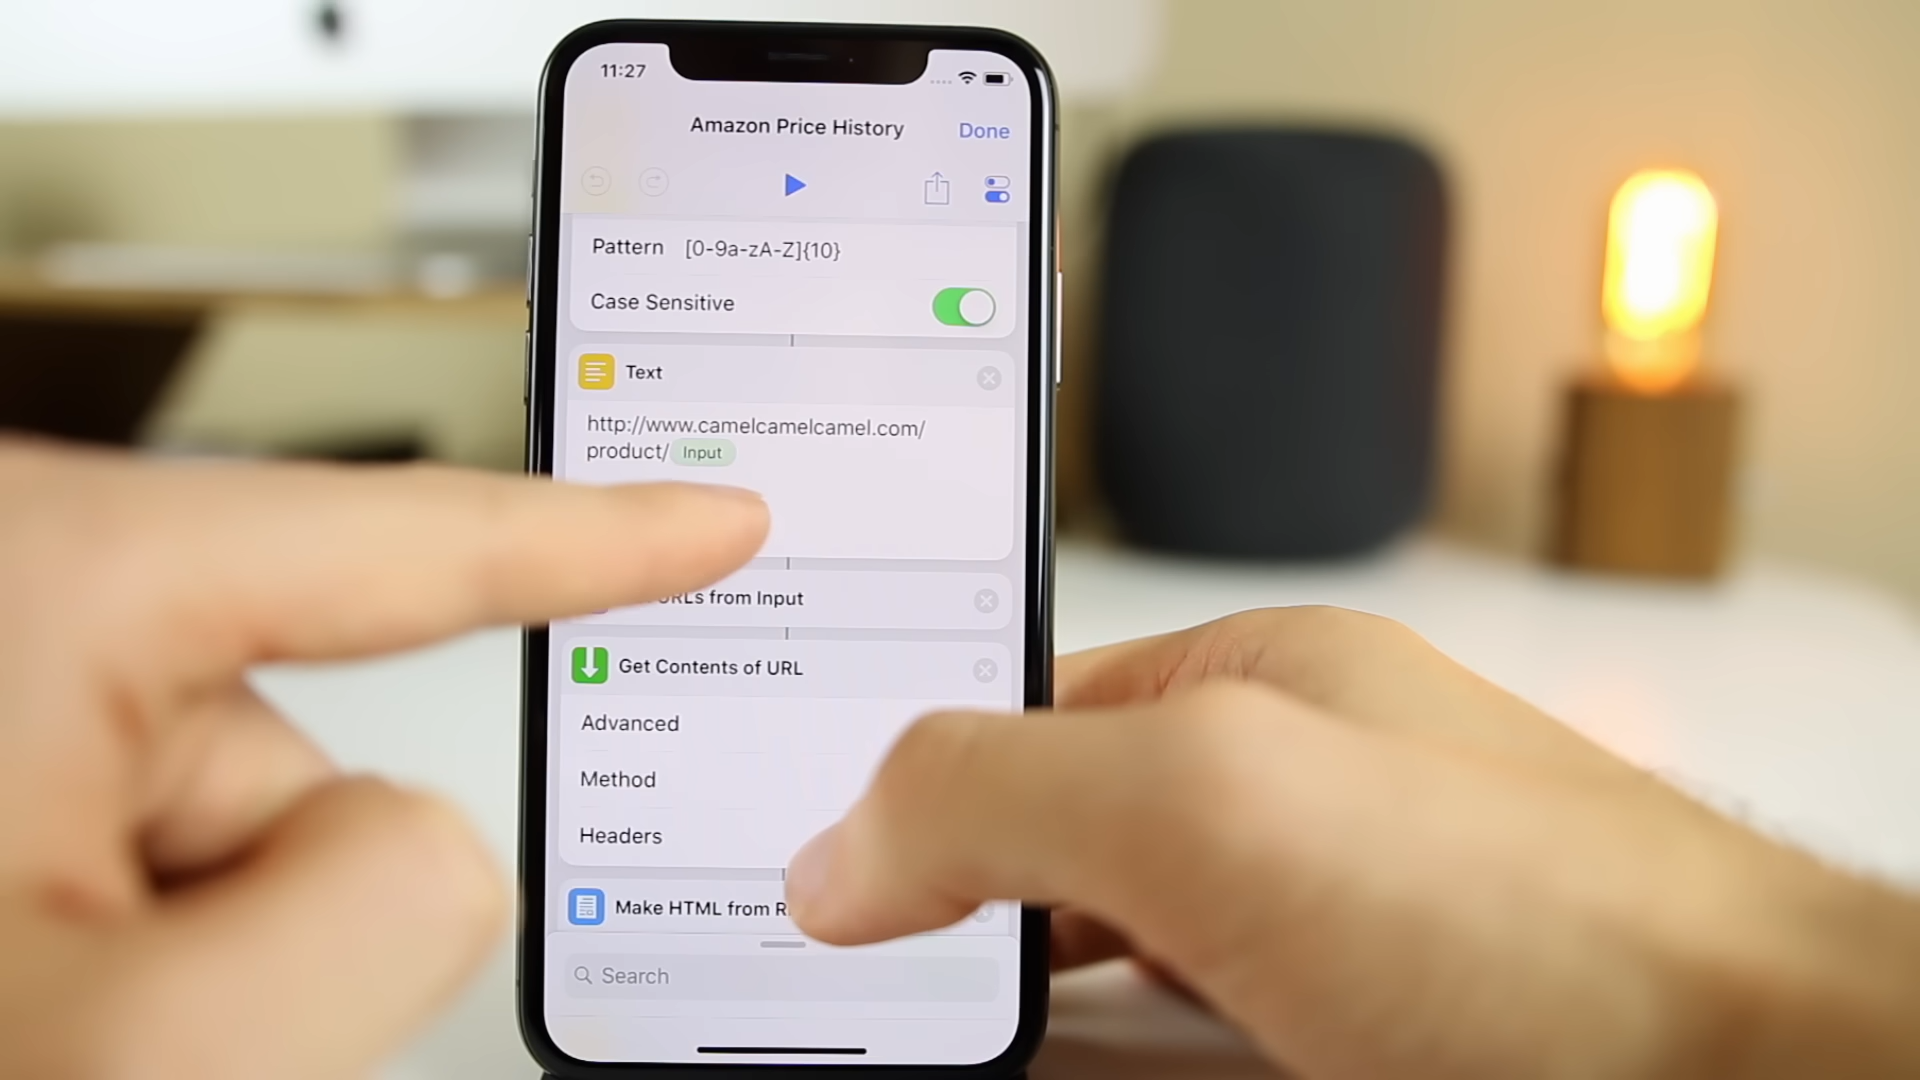 11:27
Amazon Price History
Done
Pattern [0-9a-zA-Z]{10}
Case Sensitive
Text
http://www.camelcamelcamel.com/
product/ Input
URLs from Input
Get Contents of URL
Advanced
Method
Headers
Make HTML from
Search